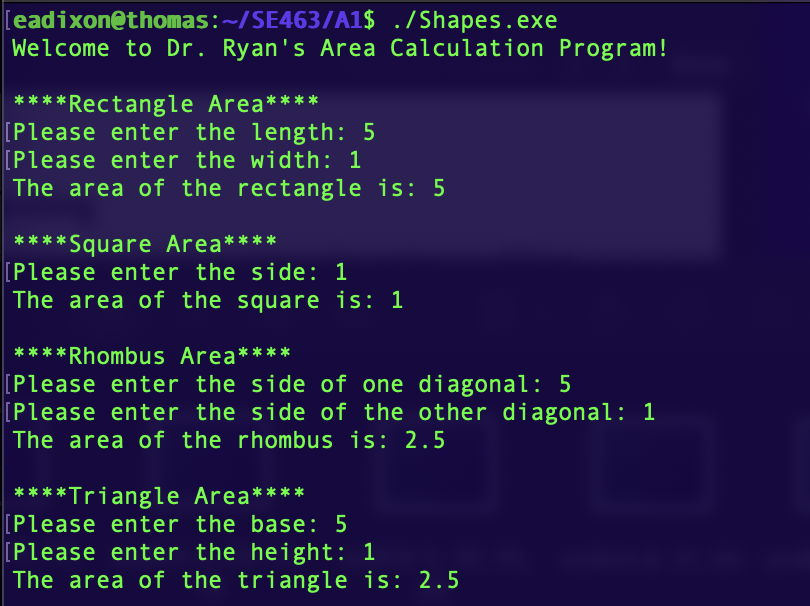 [eadixon@thomas:~/SE463/A1$ ./Shapes.exe
Welcome to Dr. Ryan's Area Calculation Program!
****Rectangle Area****
[Please enter the length: 5
[Please enter the width: 1
The area of the rectangle is: 5
****Square Area****
[Please enter the side: 1
The area of the square is: 1
****Rhombus Area****
[Please enter the side of one diagonal: 5
[Please enter the side of the other diagonal: 1
The area of the rhombus is: 2.5
****Triangle Area****
[Please enter the base: 5
[Please enter the height: 1
The area of the triangle is: 2.5